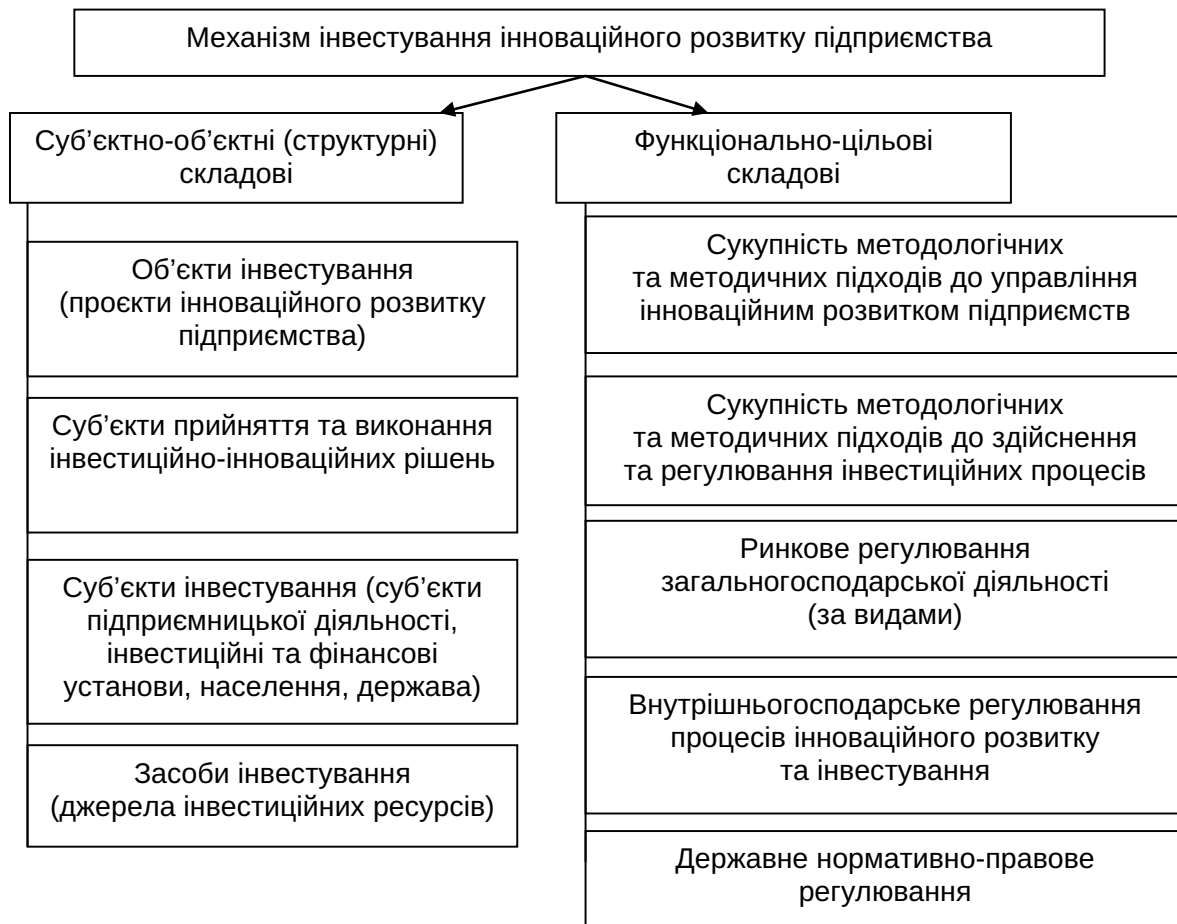 Механізм інвестування інноваційного розвитку підприємства
Суб’єктно-об’єктні (структурні)
складові
Об’єкти інвестування
(проєкти інноваційного розвитку
підприємства)
Суб’єкти прийняття та виконання
інвестиційно-інноваційних рішень
Суб’єкти інвестування (суб’єкти
підприємницької діяльності,
інвестиційні та фінансові
установи, населення, держава)
Засоби інвестування
(джерела інвестиційних ресурсів)
Функціонально-цільові
складові
Сукупність методологічних
та методичних підходів до управління
інноваційним розвитком підприємств
Сукупність методологічних
та методичних підходів до здійснення
та регулювання інвестиційних процесів
Ринкове регулювання
загальногосподарської діяльності
(за видами)
Внутрішньогосподарське регулювання
процесів інноваційного розвитку
та інвестування
Державне нормативно-правове
регулювання